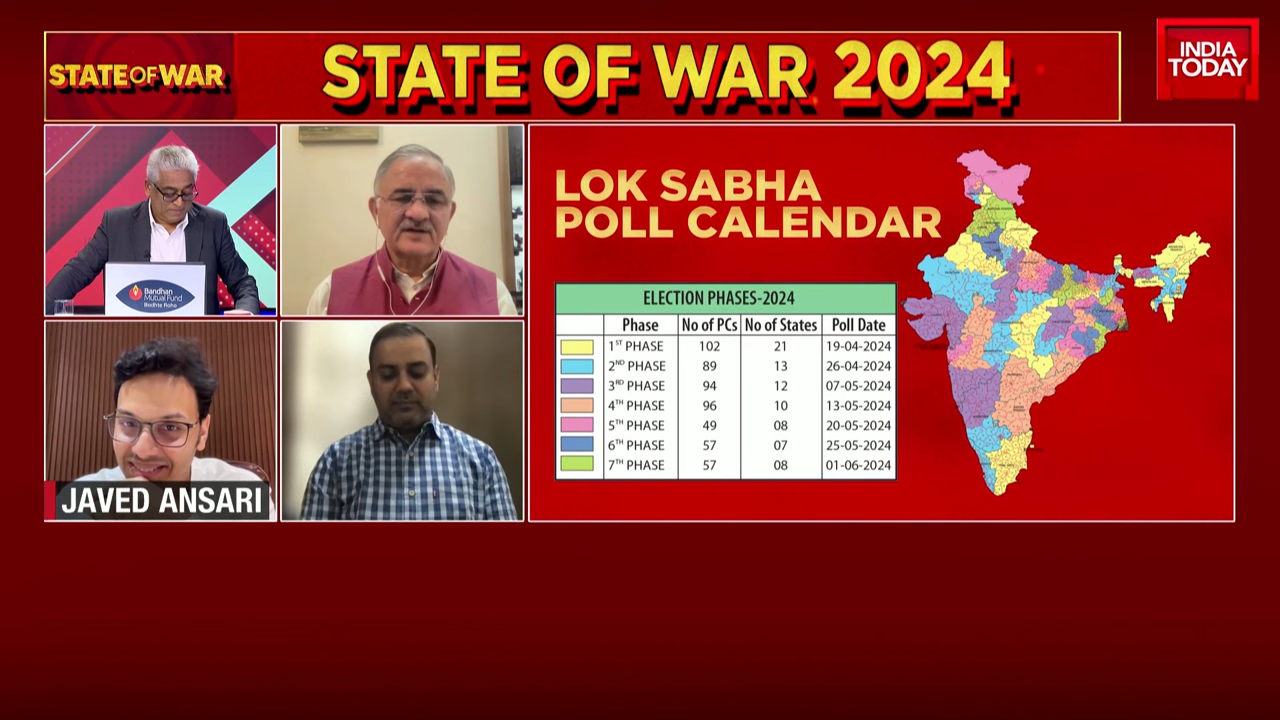 STATE OF WAR
STATE OF WAR 2024
INDIA
TODAY
Bandhan
Mutual Fund
Badhte Raho
JAVED ANSARI
LOK SABHA
POLL CALENDAR
ELECTION PHASES-2024
Phase No of PCs No of States Poll Date
1ST PHASE 102 21 19-04-2024
2ND PHASE 89 13 26-04-2024
3RD PHASE 94 12 07-05-2024
4TH PHASE 96 10 13-05-2024
5TH PHASE 49 08 20-05-2024
6TH PHASE 57 07 25-05-2024
7TH PHASE 57 08 01-06-2024